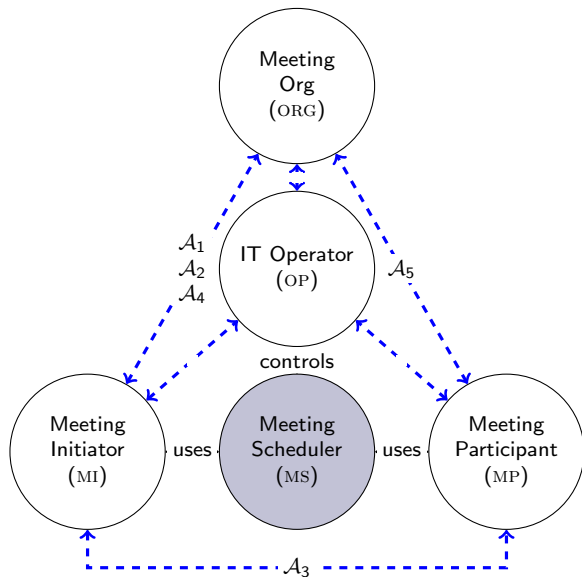 Meeting
Org
(ORG)
𝒜1
𝒜2
𝒜4
IT Operator
(OP)
𝒜5
controls
Meeting
Initiator
(MI)
uses
Meeting
Scheduler
(MS)
uses
Meeting
Participant
(MP)
𝒜3